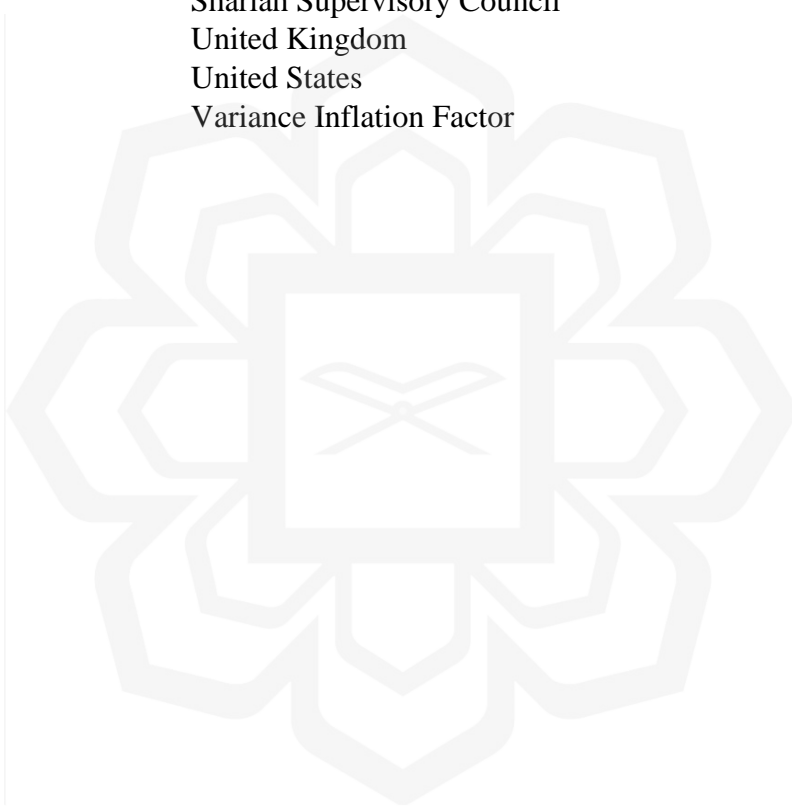 Shariah Supervisory Council
United Kingdom
United States
Variance Inflation Factor